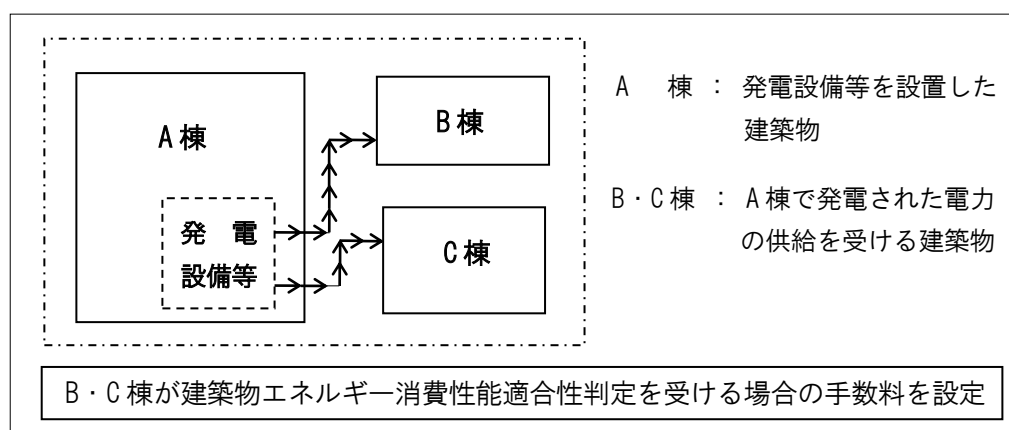 A棟
B棟
C棟
発 電
設備等
A 棟 : 発電設備等を設置した
建築物
B・C棟 : A棟で発電された電力
の供給を受ける建築物
B・C棟が建築物エネルギー消費性能適合性判定を受ける場合の手数料を設定